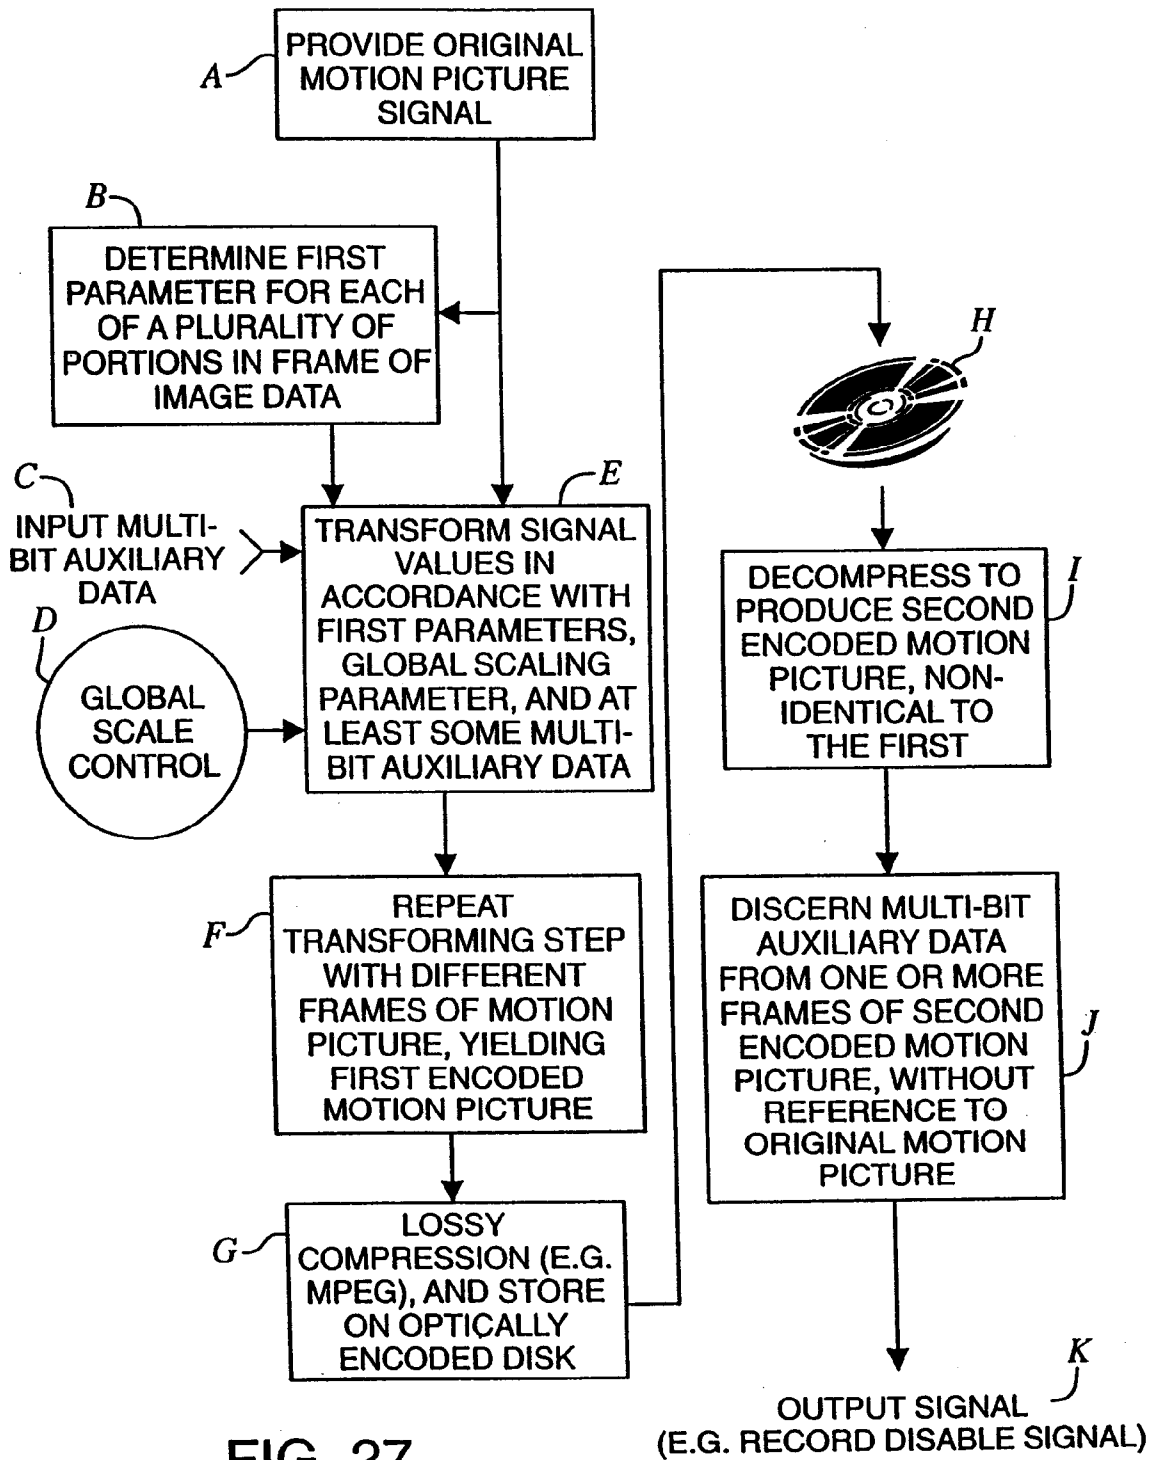 PROVIDE ORIGINAL
MOTION PICTURE
SIGNAL
A
B
DETERMINE FIRST
PARAMETER FOR EACH
OF A PLURALITY OF
PORTIONS IN FRAME OF
IMAGE DATA
C
INPUT MULTI-
BIT AUXILIARY
DATA
D
GLOBAL
SCALE
CONTROL
E
TRANSFORM SIGNAL
VALUES IN
ACCORDANCE WITH
FIRST PARAMETERS,
GLOBAL SCALING
PARAMETER, AND AT
LEAST SOME MULTI-
BIT AUXILIARY DATA
F
REPEAT
TRANSFORMING STEP
WITH DIFFERENT
FRAMES OF MOTION
PICTURE, YIELDING
FIRST ENCODED
MOTION PICTURE
G
LOSSY
COMPRESSION (E.G.
MPEG), AND STORE
ON OPTICALLY
ENCODED DISK
H
I
DECOMPRESS TO
PRODUCE SECOND
ENCODED MOTION
PICTURE, NON-
IDENTICAL TO
THE FIRST
J
DISCERN MULTI-BIT
AUXILIARY DATA
FROM ONE OR MORE
FRAMES OF SECOND
ENCODED MOTION
PICTURE, WITHOUT
REFERENCE TO
ORIGINAL MOTION
PICTURE
K
OUTPUT SIGNAL
(E.G. RECORD DISABLE SIGNAL)
FIG. 27